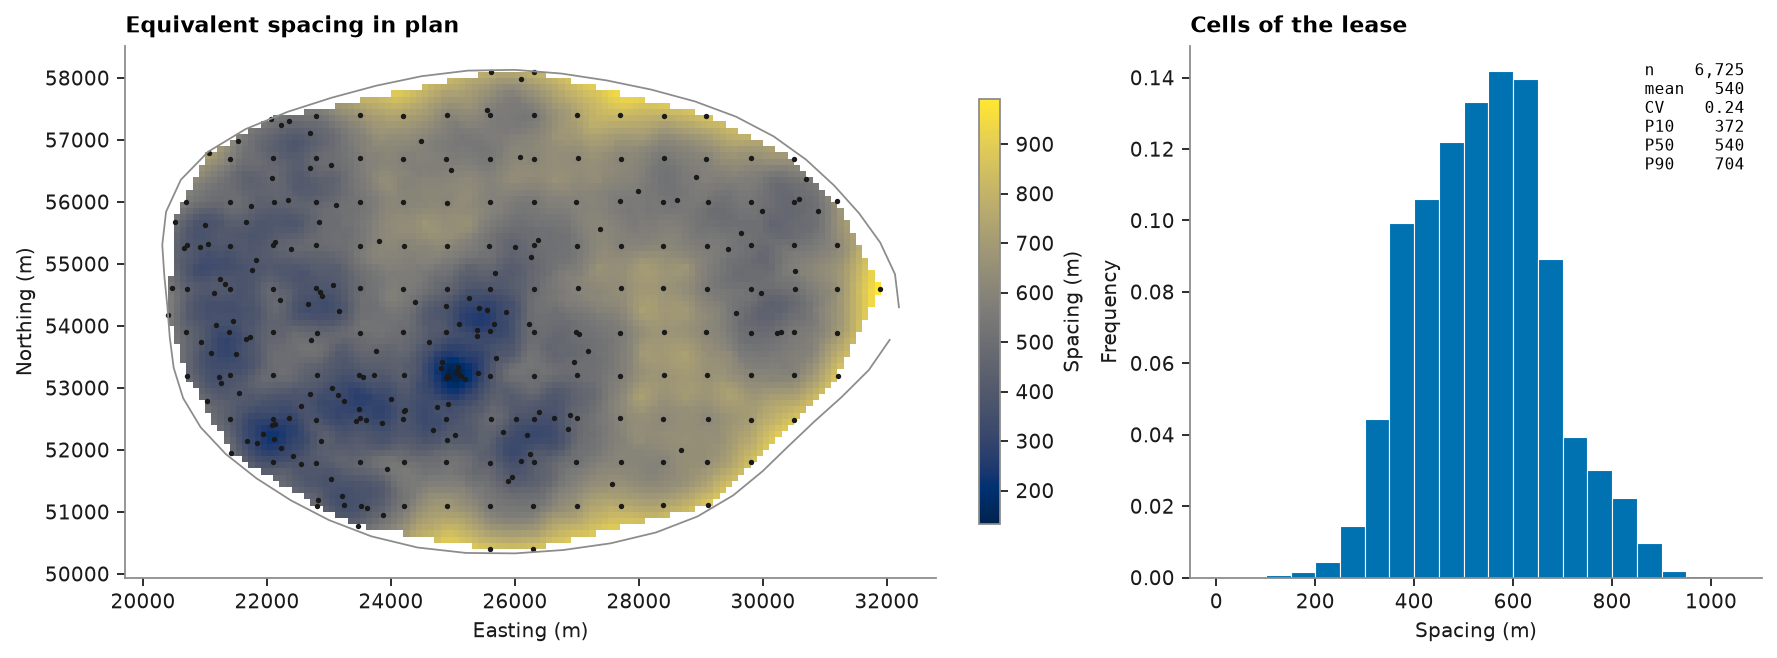 Equivalent spacing in plan
58000
57000
56000
55000
54000
53000
52000
51000
50000
Northing (m)
20000 22000 24000 26000 28000 30000 32000
Easting (m)
900
800
700
600
500
400
300
200
Spacing (m)
Cells of the lease
0.14
0.12
0.10
0.08
0.06
0.04
0.02
0.00
Frequency
n 6,725
mean 540
CV 0.24
P10 372
P50 540
P90 704
0 200 400 600 800 1000
Spacing (m)